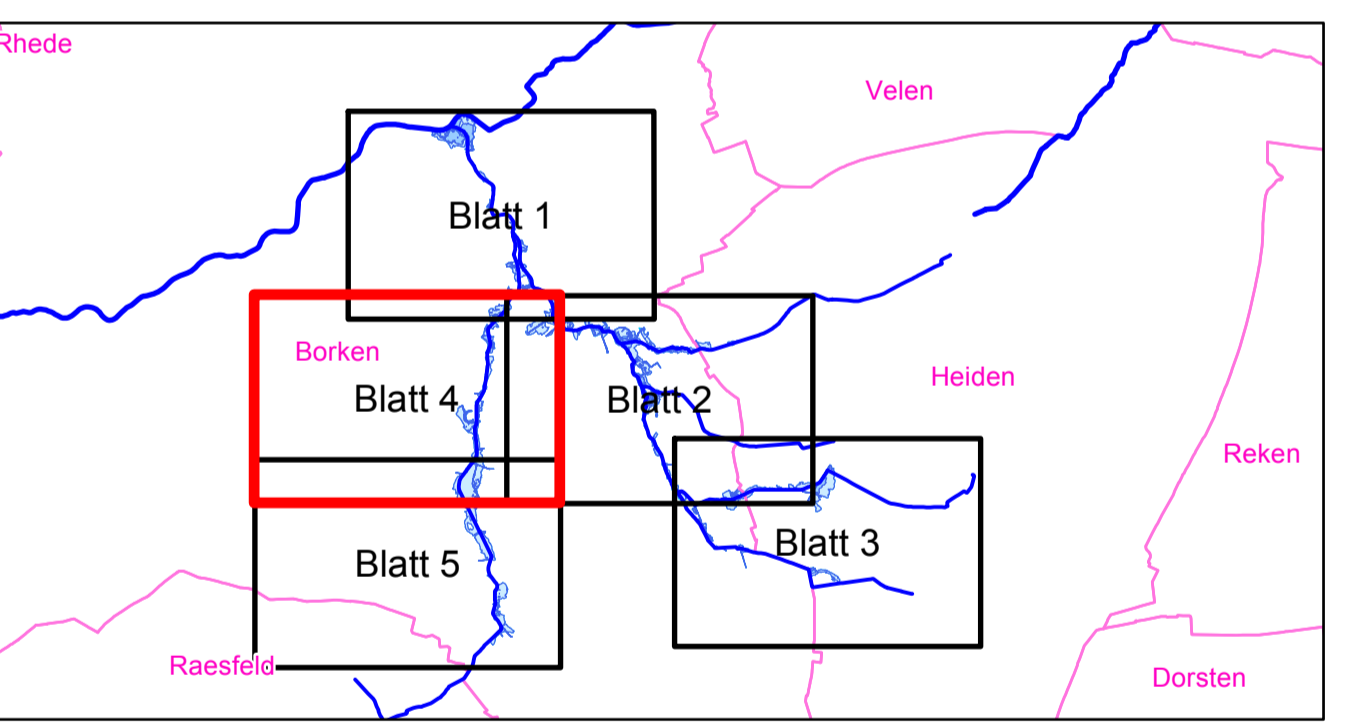 Rhede
Velen
Blatt 1
Borken
Blatt 4
Blatt 2
Heiden
Reken
Blatt 3
Blatt 5
Raesfeld
Dorsten